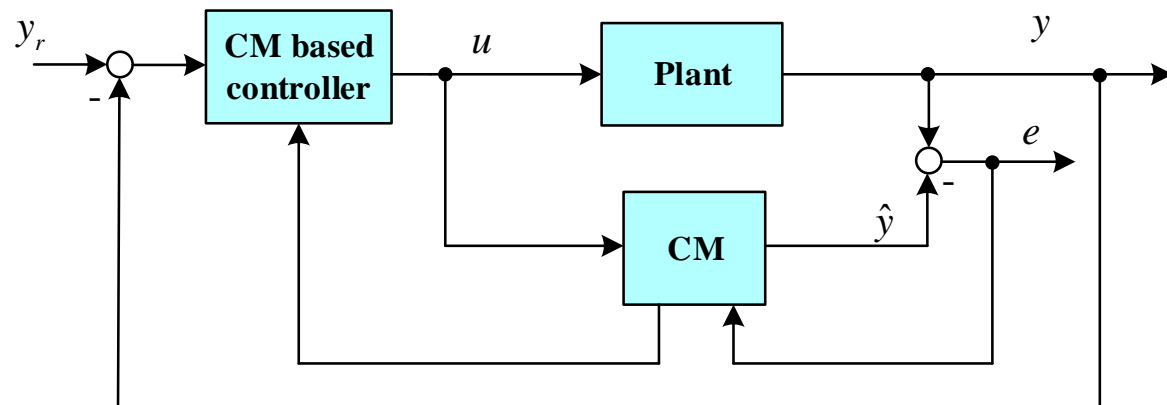 y_r
CM based
controller
u
Plant
y
-
e
-
ŷ
CM